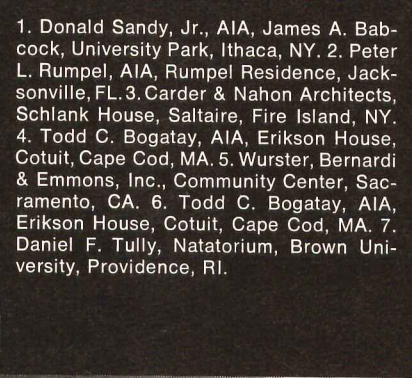 1. Donald Sandy, Jr., AIA, James A. Bab-
cock, University Park, Ithaca, NY. 2. Peter
L. Rumpel, AIA, Rumpel Residence, Jack-
sonville, FL. 3. Carder & Nahon Architects,
Schlank House, Saltaire, Fire Island, NY.
4. Todd C. Bogatay, AIA, Erikson House,
Cotuit, Cape Cod, MA. 5. Wurster, Bernardi
& Emmons, Inc., Community Center, Sac-
ramento, CA. 6. Todd C. Bogatay, AIA,
Erikson House, Cotuit, Cape Cod, MA. 7.
Daniel F. Tully, Natatorium, Brown Uni-
versity, Providence, RI.